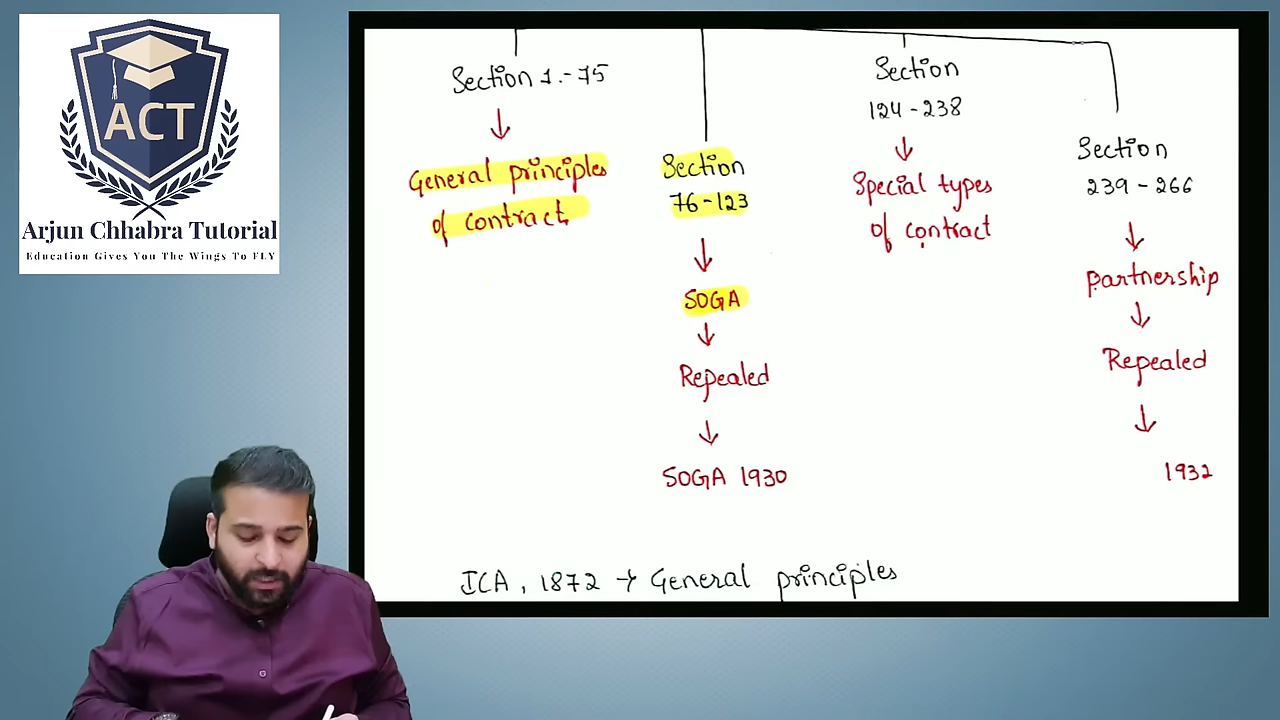 ACT
Arjun Chhabra Tutorial
Education Gives You The Wings To FLY
Section 1.-75
General principles
of contract
Section
76-123
SOGA
Repealed
SOGA 1930
Section
124-238
Special types
of contract
Section
239-266
Partnership
Repealed
1932
ICA, 1872 → General principles